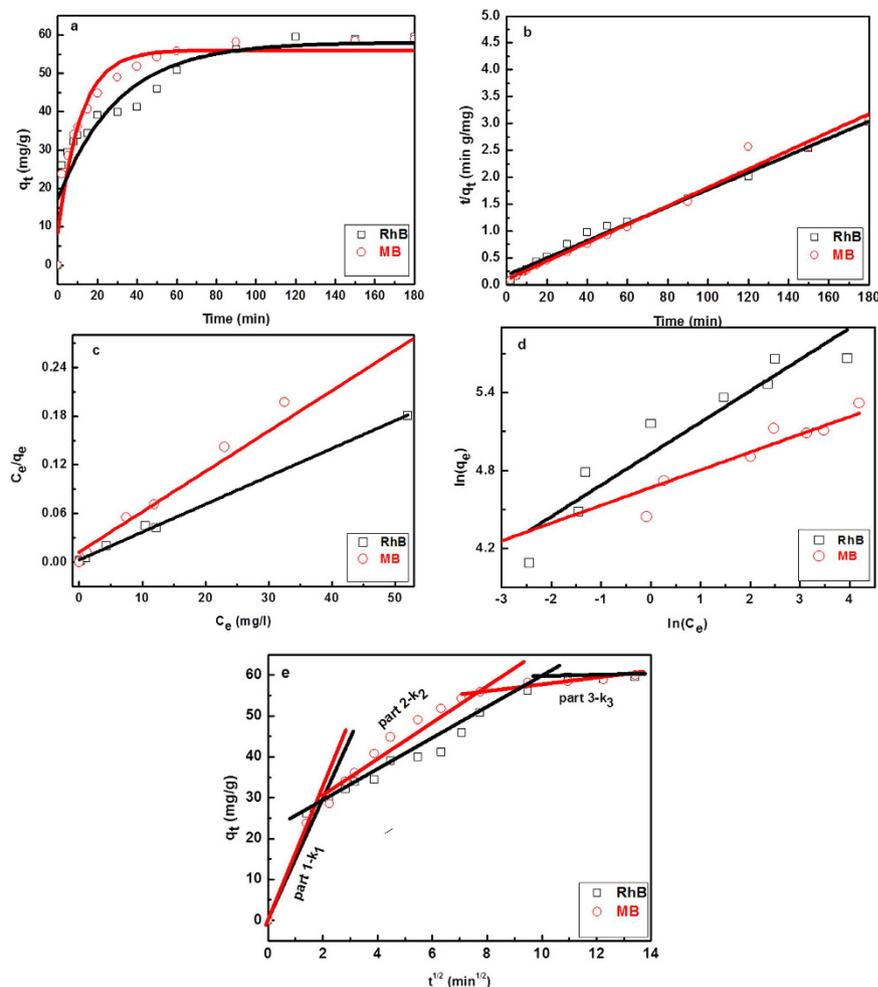 a
60
50
40
30
20
10
0
qt (mg/g)
RhB
MB
0 20 40 60 80 100 120 140 160 180
Time (min)
b
5.0
4.5
4.0
3.5
3.0
2.5
2.0
1.5
1.0
0.5
0.0
t/qt (min g/mg)
RhB
MB
0 20 40 60 80 100 120 140 160 180
Time (min)
c
0.24
0.18
0.12
0.06
0.00
Ce/qe
RhB
MB
0 10 20 30 40 50
Ce (mg/l)
d
5.4
4.8
4.2
ln(qe)
RhB
MB
-3 -2 -1 0 1 2 3 4
ln(Ce)
e
60
50
40
30
20
10
0
qt (mg/g)
part 1-k1
part 2-k2
part 3-k3
RhB
MB
0 2 4 6 8 10 12 14
t1/2 (min1/2)